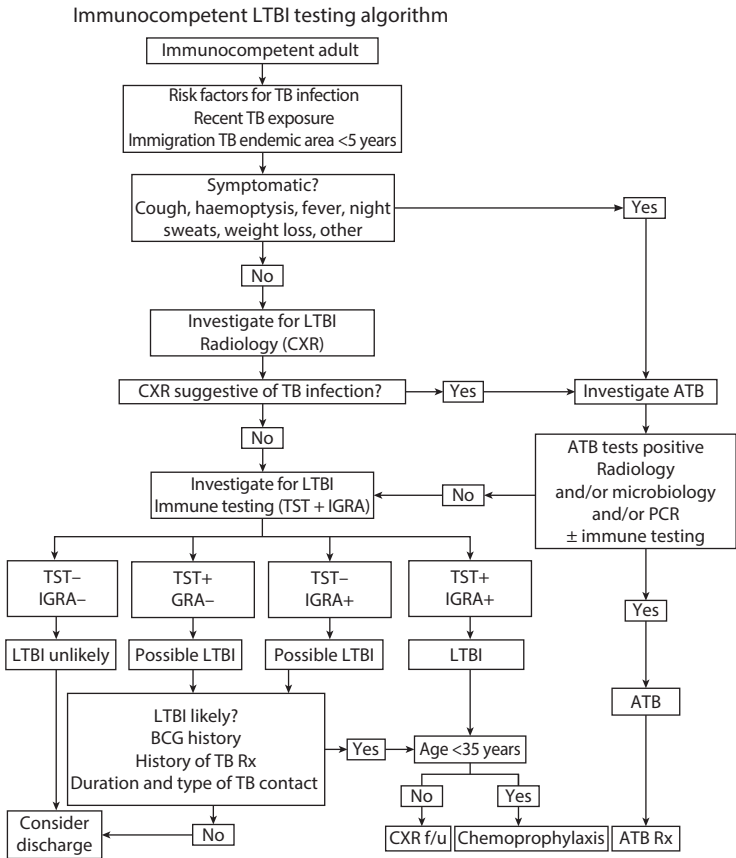 Immunocompetent LTBI testing algorithm
Immunocompetent adult
Risk factors for TB infection
Recent TB exposure
Immigration TB endemic area <5 years
Symptomatic?
Cough, haemoptysis, fever, night
sweats, weight loss, other
Yes
No
Investigate for LTBI
Radiology (CXR)
CXR suggestive of TB infection?
Yes
Investigate ATB
No
ATB tests positive
Radiology
and/or microbiology
and/or PCR
± immune testing
Investigate for LTBI
Immune testing (TST + IGRA)
No
TST–
IGRA–
TST+
GRA–
TST–
IGRA+
TST+
IGRA+
Yes
LTBI unlikely
Possible LTBI
Possible LTBI
LTBI
ATB
LTBI likely?
BCG history
History of TB Rx
Duration and type of TB contact
Yes
Age <35 years
No
Yes
No
Consider
discharge
CXR f/u
Chemoprophylaxis
ATB Rx